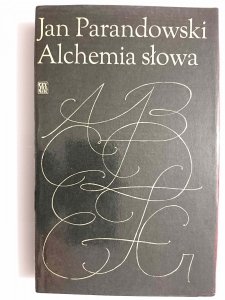 Jan Parandowski
Alchemia słowa
A B C
D E F G